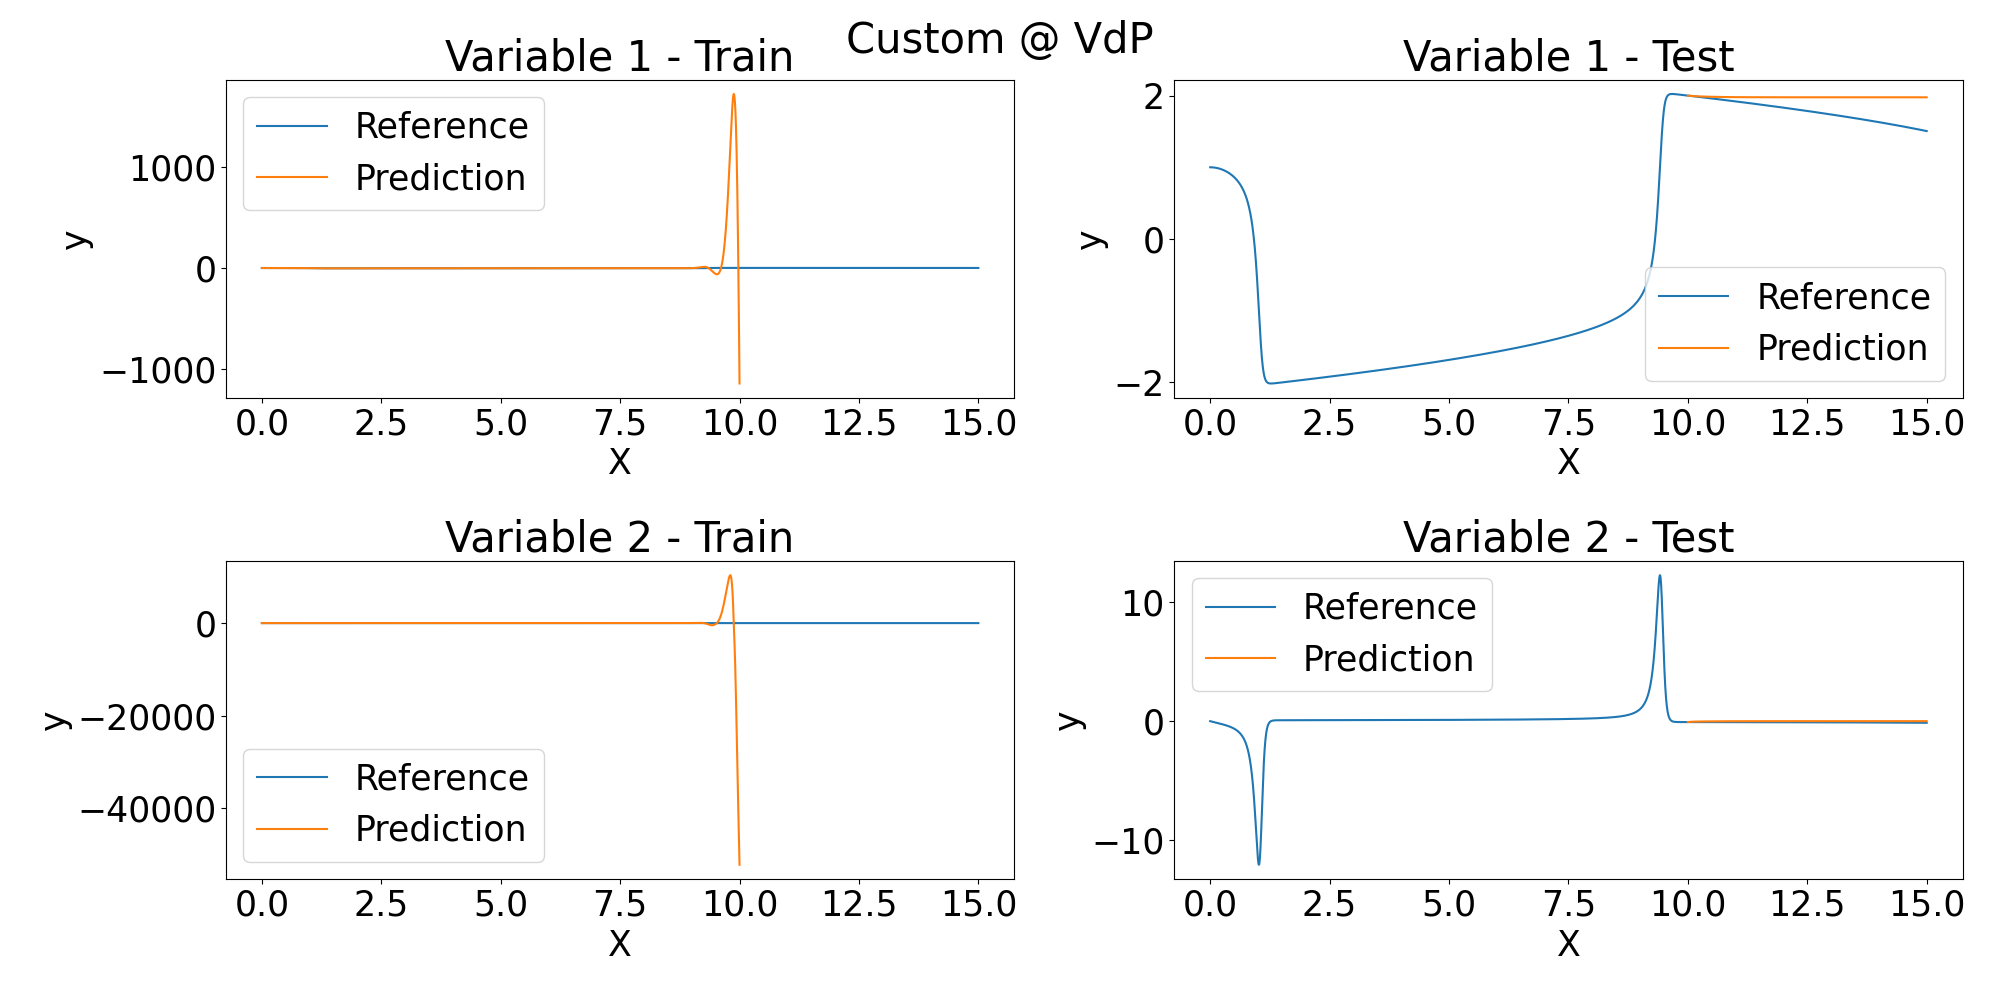 Custom @ VdP
Variable 1 - Train
Reference
Prediction
1000
0
−1000
y
0.0 2.5 5.0 7.5 10.0 12.5 15.0
X
Variable 1 - Test
2
0
−2
y
Reference
Prediction
0.0 2.5 5.0 7.5 10.0 12.5 15.0
X
Variable 2 - Train
0
−20000
−40000
y
Reference
Prediction
0.0 2.5 5.0 7.5 10.0 12.5 15.0
X
Variable 2 - Test
Reference
Prediction
10
0
−10
y
0.0 2.5 5.0 7.5 10.0 12.5 15.0
X